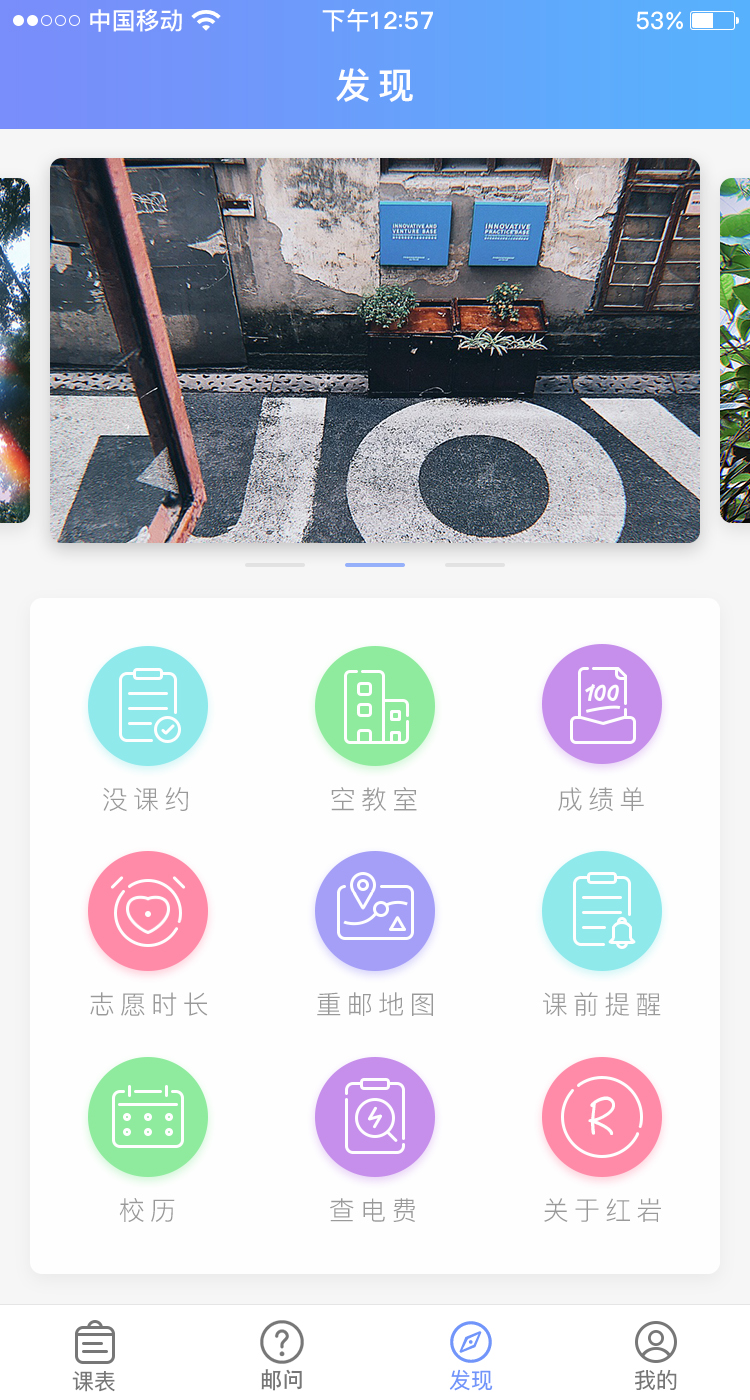 中国移动
下午12:57
53%
发现
INNOVATIVE AND
VENTURE BASE
INNOVATIVE
PRACTICE BASE
100
没课约
空教室
成绩单
志愿时长
重邮地图
课前提醒
R
校历
查电费
关于红岩
课表
邮问
发现
我的